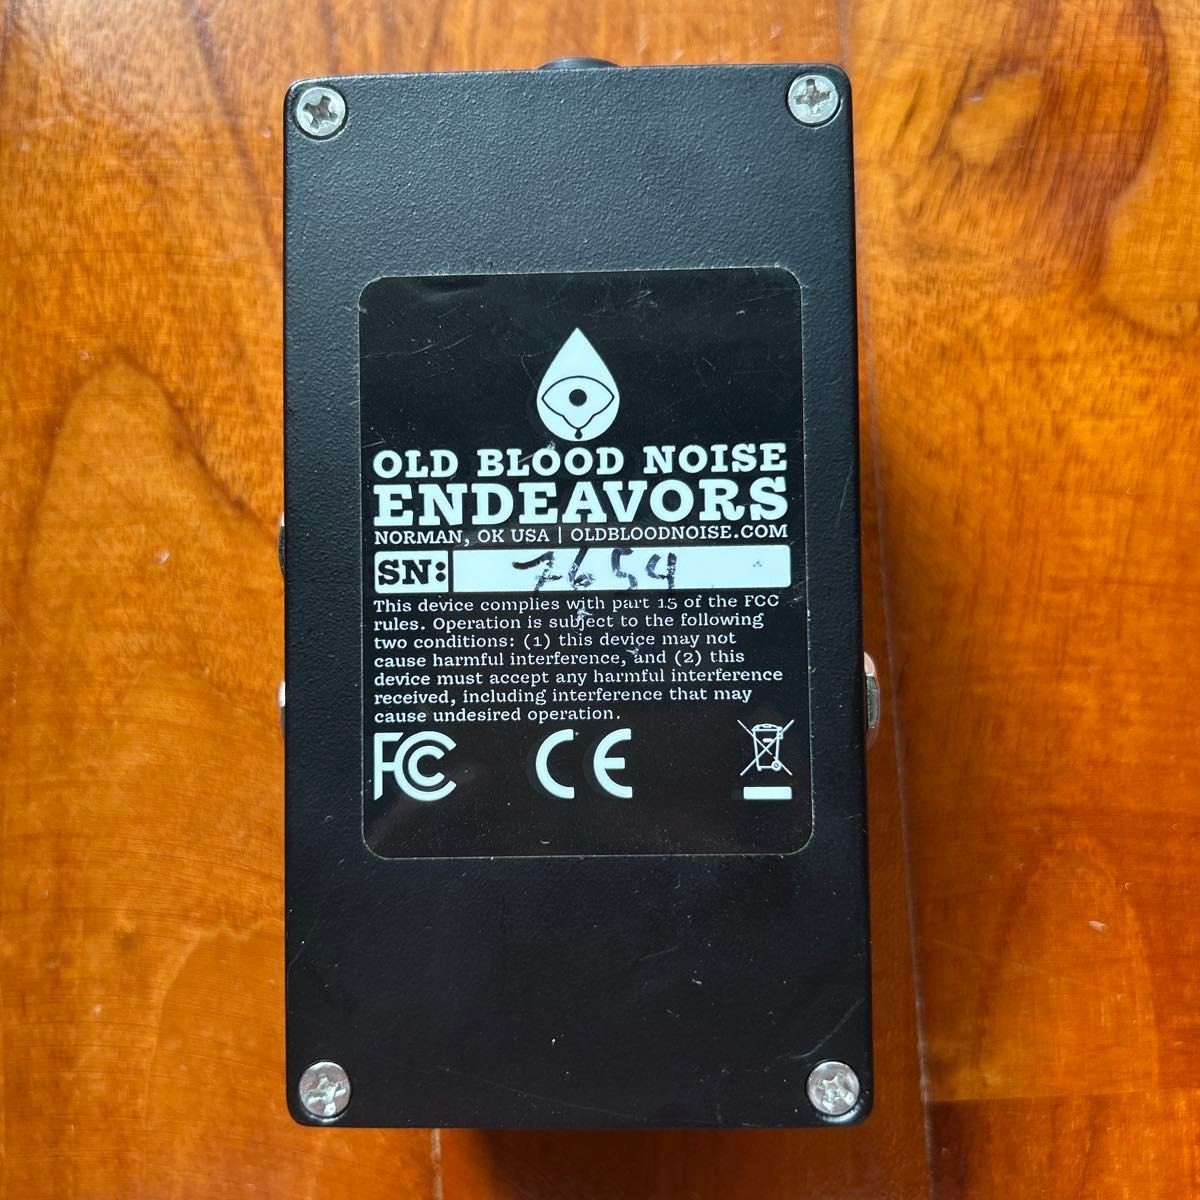 OLD BLOOD NOISE
ENDEAVORS
NORMAN, OK USA | OLDBLOODNOISE.COM
SN: 7654
This device complies with part 15 of the FCC
rules. Operation is subject to the following
two conditions: (1) this device may not
cause harmful interference, and (2) this
device must accept any harmful interference
received, including interference that may
cause undesired operation.
FC CE